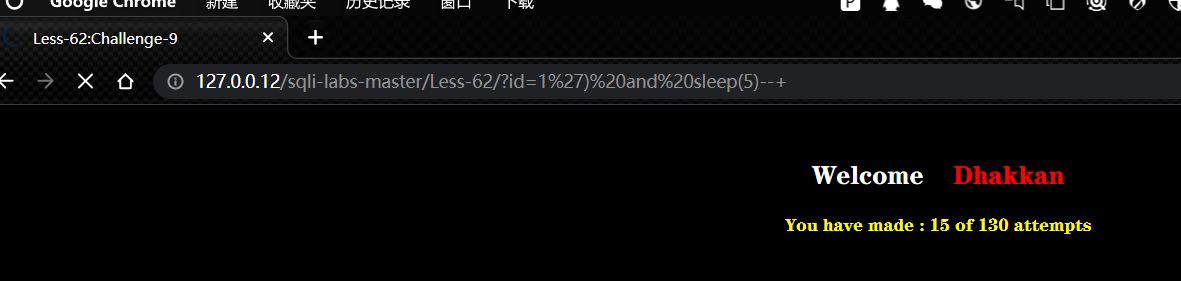 Google Chrome 新建 收藏夹 历史记录 窗口 下载
Less-62:Challenge-9
127.0.0.12/sqli-labs-master/Less-62/?id=1%27)%20and%20sleep(5)--+
Welcome Dhakkan
You have made : 15 of 130 attempts